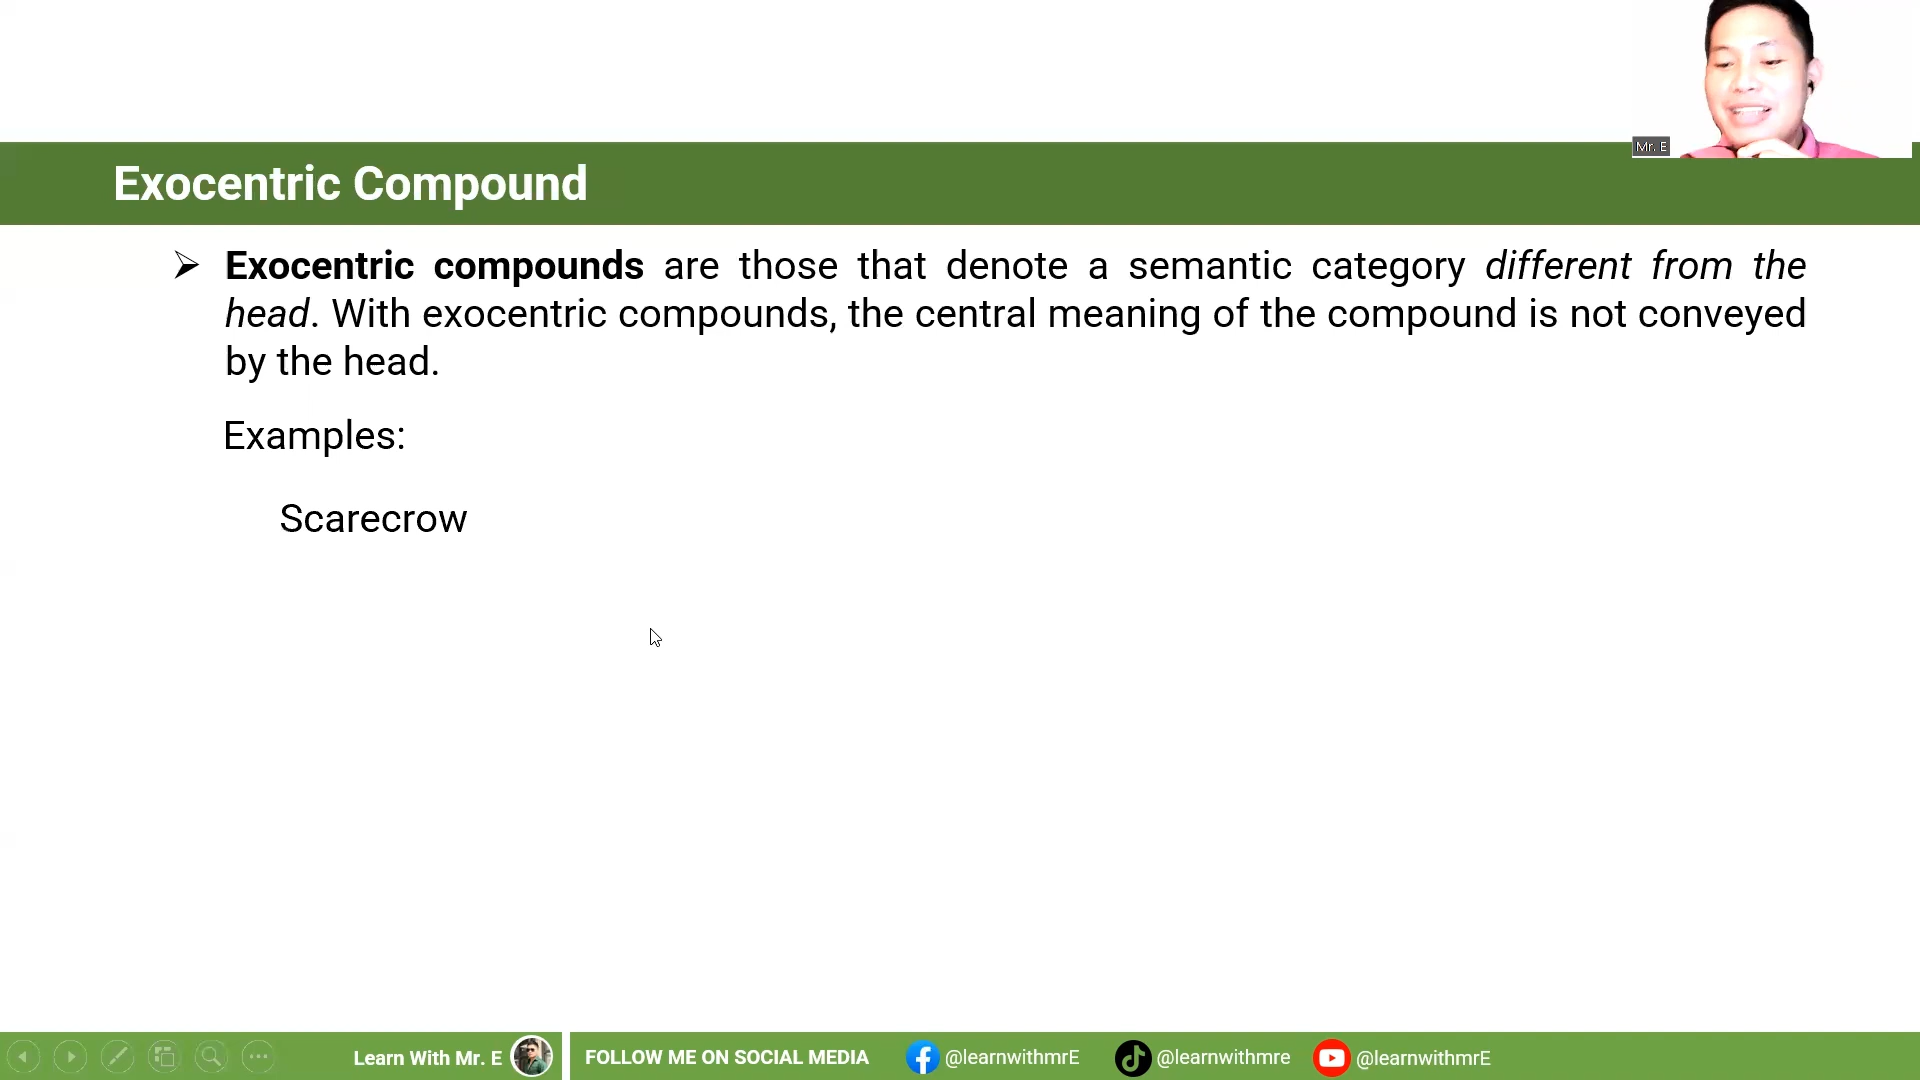 Mr. E
Exocentric Compound
Exocentric compounds are those that denote a semantic category different from the
head. With exocentric compounds, the central meaning of the compound is not conveyed
by the head.
Examples:
Scarecrow
Learn With Mr. E
FOLLOW ME ON SOCIAL MEDIA
@learnwithmrE
@learnwithmre
@learnwithmrE